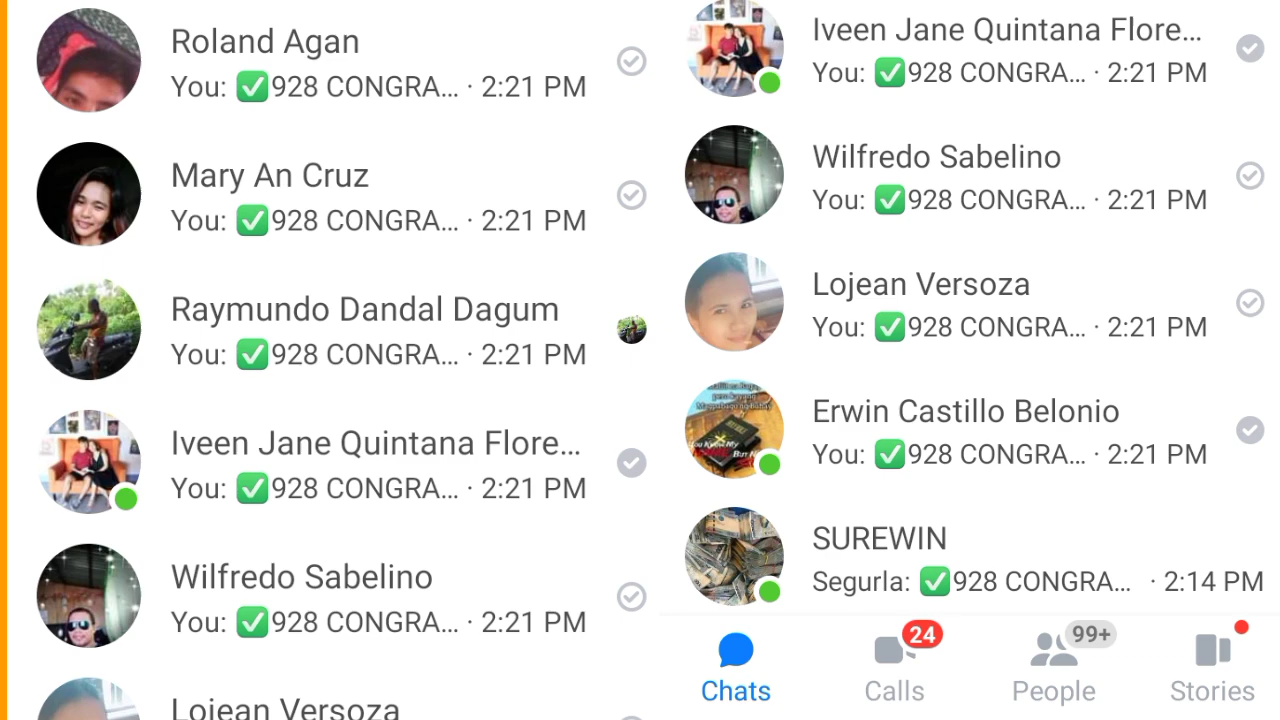 Roland Agan
You: ✅928 CONGRA... · 2:21 PM
Mary An Cruz
You: ✅928 CONGRA... · 2:21 PM
Raymundo Dandal Dagum
You: ✅928 CONGRA... · 2:21 PM
Iveen Jane Quintana Flore...
You: ✅928 CONGRA... · 2:21 PM
Wilfredo Sabelino
You: ✅928 CONGRA... · 2:21 PM
Lojean Versoza
Iveen Jane Quintana Flore...
You: ✅928 CONGRA... · 2:21 PM
Wilfredo Sabelino
You: ✅928 CONGRA... · 2:21 PM
Lojean Versoza
You: ✅928 CONGRA... · 2:21 PM
Erwin Castillo Belonio
You: ✅928 CONGRA... · 2:21 PM
SUREWIN
Segurla: ✅928 CONGRA... · 2:14 PM
24
99+
Chats
Calls
People
Stories